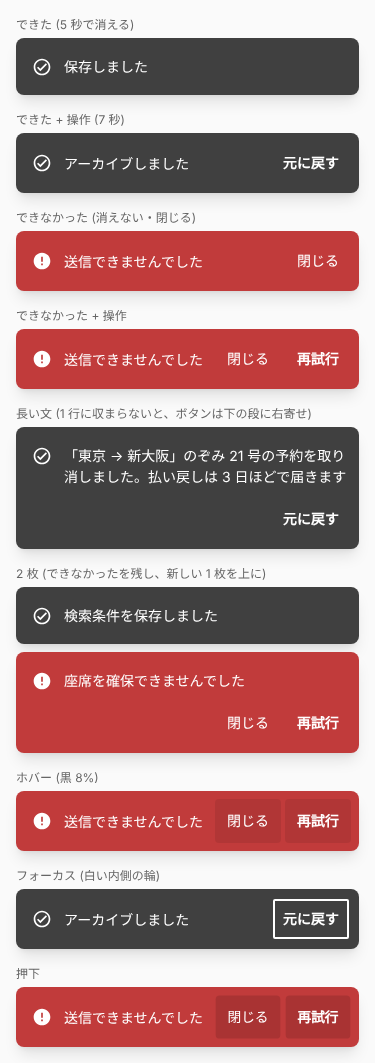 できた (5 秒で消える)
保存しました
できた + 操作 (7 秒)
アーカイブしました 元に戻す
できなかった (消えない・閉じる)
送信できませんでした 閉じる
できなかった + 操作
送信できませんでした 閉じる 再試行
長い文 (1 行に収まらないと、ボタンは下の段に右寄せ)
「東京 → 新大阪」のぞみ 21 号の予約を取り
消しました。払い戻しは 3 日ほどで届きます
元に戻す
2 枚 (できなかったを残し、新しい 1 枚を上に)
検索条件を保存しました
座席を確保できませんでした
閉じる 再試行
ホバー (黒 8%)
送信できませんでした 閉じる 再試行
フォーカス (白い内側の輪)
アーカイブしました 元に戻す
押下
送信できませんでした 閉じる 再試行